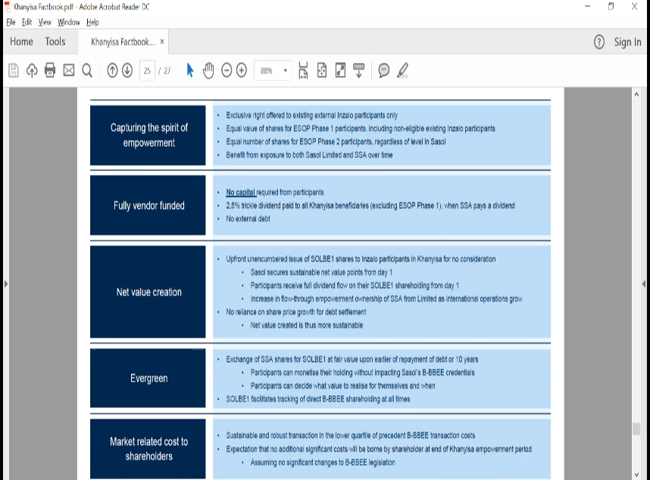 Khanyisa Factbook.pdf - Adobe Acrobat Reader DC
File Edit View Window Help
Home Tools Khanyisa Factbook... × ? Sign In
25 / 27 88%
Capturing the spirit of
empowerment
• Exclusive right offered to existing external Inzalo participants only
• Equal value of shares for ESOP Phase 1 participants, including non-eligible existing Inzalo participants
• Equal number of shares for ESOP Phase 2 participants, regardless of level in Sasol
• Benefit from exposure to both Sasol Limited and SSA over time
Fully vendor funded
• No capital required from participants
• 2,5% trickle dividend paid to all Khanyisa beneficiaries (excluding ESOP Phase 1), when SSA pays a dividend
• No external debt
Net value creation
• Upfront unencumbered issue of SOLBE1 shares to Inzalo participants in Khanyisa for no consideration
• Sasol secures sustainable net value points from day 1
• Participants receive full dividend flow on their SOLBE1 shareholding from day 1
• Increase in flow-through empowerment ownership of SSA from Limited as international operations grow
• No reliance on share price growth for debt settlement
• Net value created is thus more sustainable
Evergreen
• Exchange of SSA shares for SOLBE1 at fair value upon earlier of repayment of debt or 10 years
• Participants can monetise their holding without impacting Sasol's B-BBEE credentials
• Participants can decide what value to realise for themselves and when
• SOLBE1 facilitates tracking of direct B-BBEE shareholding at all times
Market related cost to
shareholders
• Sustainable and robust transaction in the lower quartile of precedent B-BBEE transaction costs
• Expectation that no additional significant costs will be borne by shareholder at end of Khanyisa empowerment period
• Assuming no significant changes to B-BBEE legislation